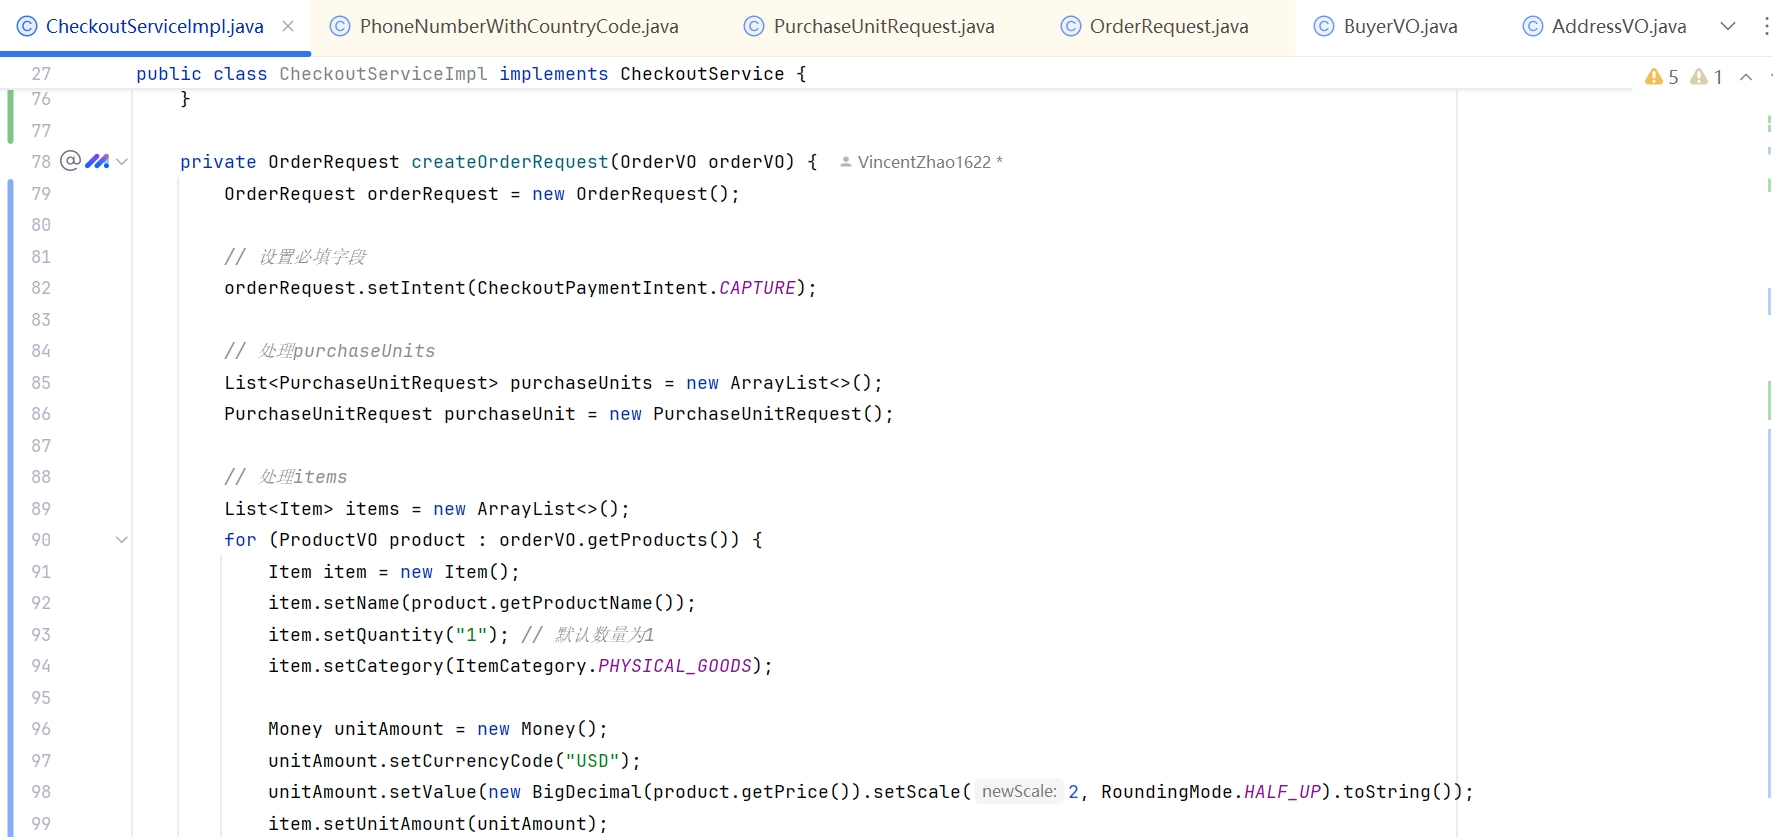 CheckoutServiceImpl.java PhoneNumberWithCountryCode.java PurchaseUnitRequest.java OrderRequest.java BuyerVO.java AddressVO.java
27 public class CheckoutServiceImpl implements CheckoutService {
5 1
76 }
77
78 private OrderRequest createOrderRequest(OrderVO orderVO) { VincentZhao1622 *
79 OrderRequest orderRequest = new OrderRequest();
80
81 // 设置必填字段
82 orderRequest.setIntent(CheckoutPaymentIntent.CAPTURE);
83
84 // 处理purchaseUnits
85 List<PurchaseUnitRequest> purchaseUnits = new ArrayList<>();
86 PurchaseUnitRequest purchaseUnit = new PurchaseUnitRequest();
87
88 // 处理items
89 List<Item> items = new ArrayList<>();
90 for (ProductVO product : orderVO.getProducts()) {
91 Item item = new Item();
92 item.setName(product.getProductName());
93 item.setQuantity("1"); // 默认数量为1
94 item.setCategory(ItemCategory.PHYSICAL_GOODS);
95
96 Money unitAmount = new Money();
97 unitAmount.setCurrencyCode("USD");
98 unitAmount.setValue(new BigDecimal(product.getPrice()).setScale( newScale: 2, RoundingMode.HALF_UP).toString());
99 item.setUnitAmount(unitAmount);